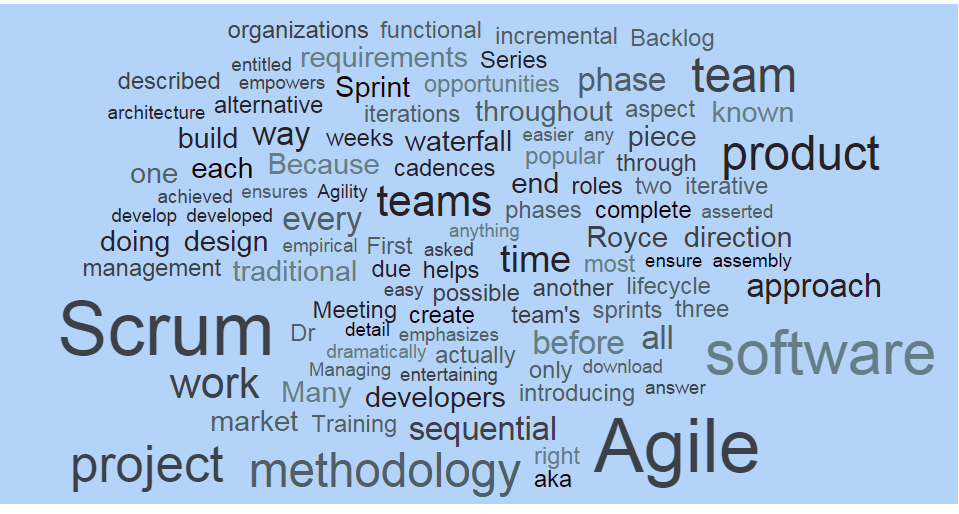 organizations functional incremental Backlog
entitled requirements Series
described empowers Sprint opportunities phase team
architecture alternative iterations throughout aspect known
build way weeks waterfall easier any piece
one each Because cadences popular through product
achieved ensures Agility teams end roles two iterative
develop developed every phases complete asserted
doing design empirical First asked anything Royce direction
management traditional due helps time most ensure assembly
easy possible another lifecycle approach
Scrum Meeting create team's sprints three
Dr detail emphasizes before all software
dramatically actually
Managing entertaining only download
work Many developers introducing answer
market Training sequential Agile
project methodology right
aka